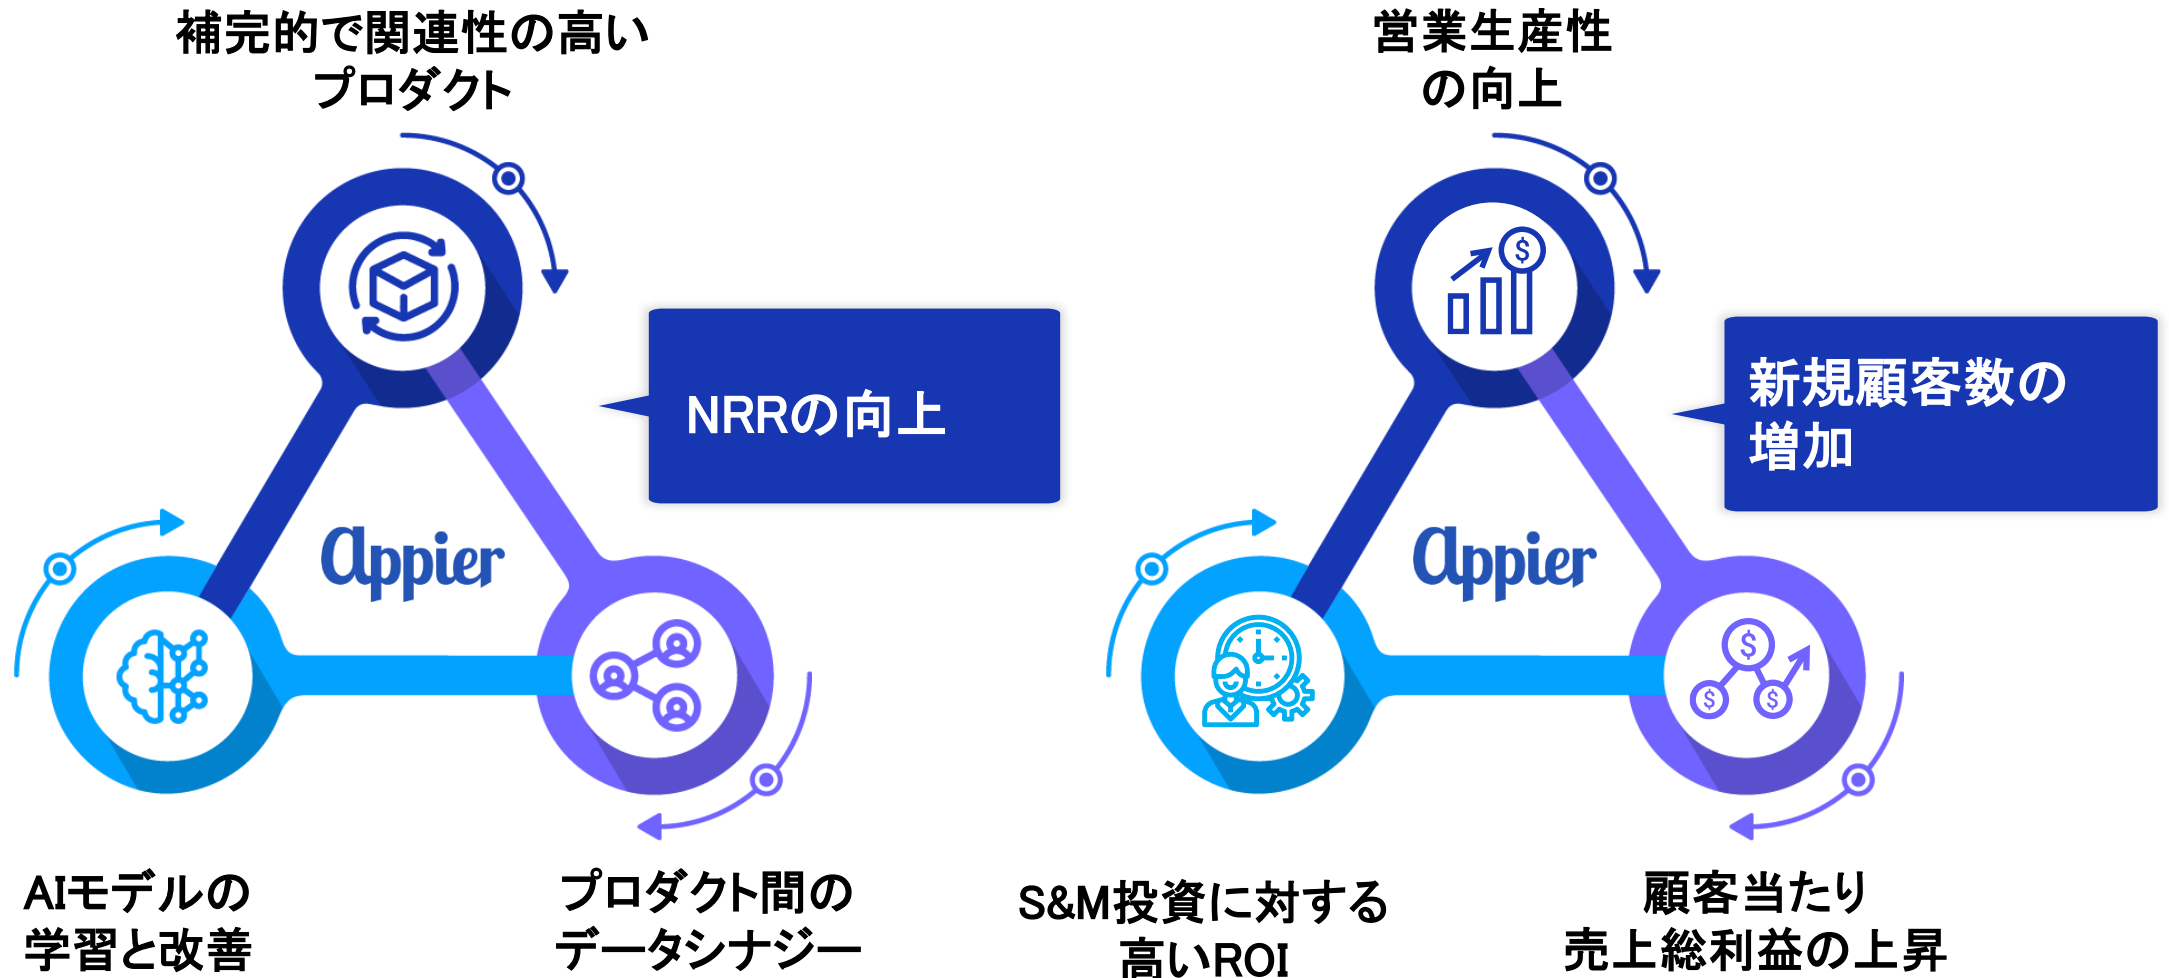 補完的で関連性の高い
プロダクト
NRRの向上
appier
AIモデルの
学習と改善
プロダクト間の
データシナジー
営業生産性
の向上
$
新規顧客数の
増加
appier
$
$
$
S&M投資に対する
高いROI
顧客当たり
売上総利益の上昇